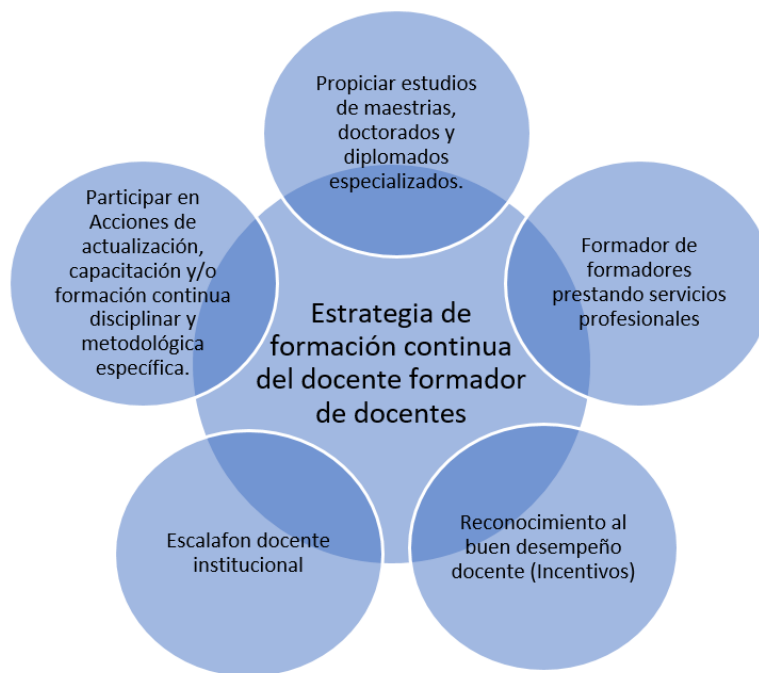 Propiciar estudios
de maestrias,
doctorados y
diplomados
especializados.
Participar en
Acciones de
actualización,
capacitación y/o
formación continua
disciplinar y
metodológica
específica.
Formador de
formadores
prestando servicios
profesionales
Estrategia de
formación continua
del docente formador
de docentes
Escalafon docente
institucional
Reconocimiento al
buen desempeño
docente (Incentivos)